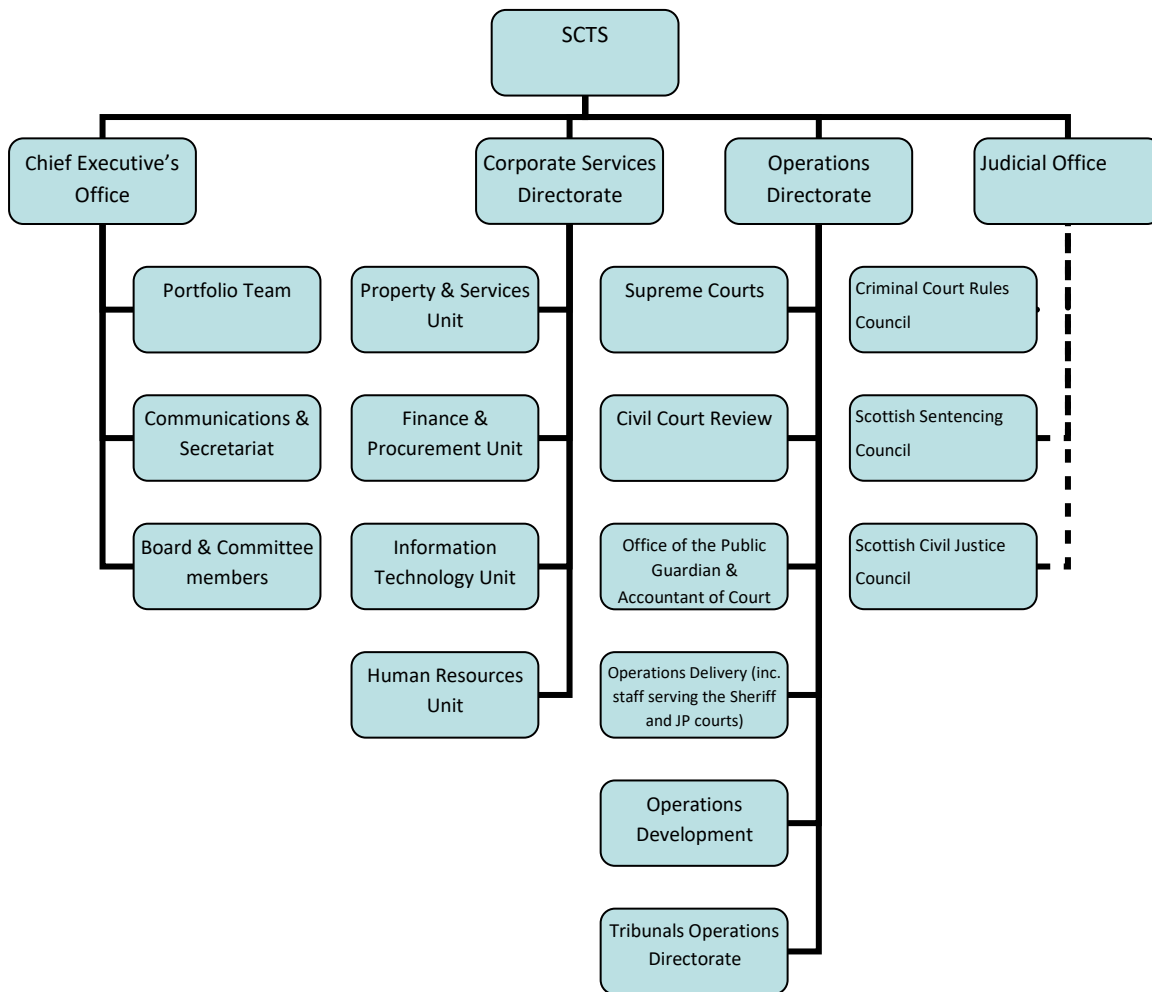 SCTS
Chief Executive’s
Office
Corporate Services
Directorate
Operations
Directorate
Judicial Office
Portfolio Team
Property & Services
Unit
Supreme Courts
Criminal Court Rules
Council
Communications &
Secretariat
Finance &
Procurement Unit
Civil Court Review
Scottish Sentencing
Council
Board & Committee
members
Information
Technology Unit
Office of the Public
Guardian &
Accountant of Court
Scottish Civil Justice
Council
Human Resources
Unit
Operations Delivery (inc.
staff serving the Sheriff
and JP courts)
Operations
Development
Tribunals Operations
Directorate